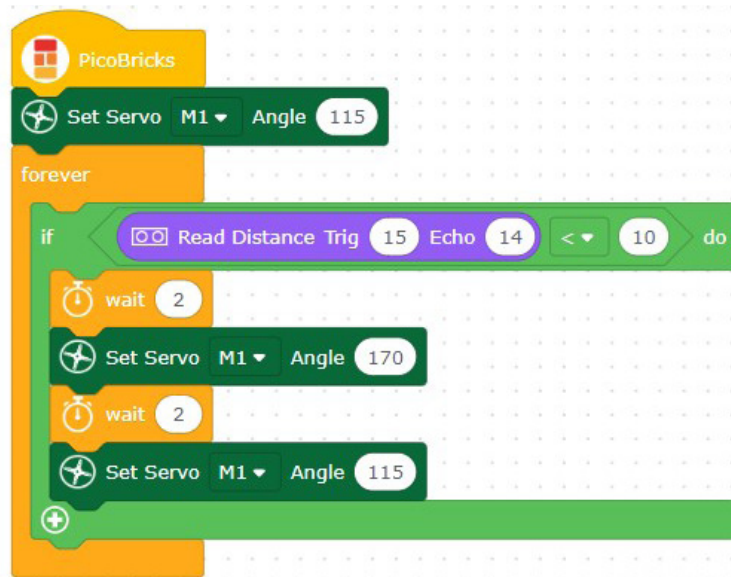 PicoBricks
Set Servo M1 Angle 115
forever
if Read Distance Trig 15 Echo 14 < 10 do
wait 2
Set Servo M1 Angle 170
wait 2
Set Servo M1 Angle 115